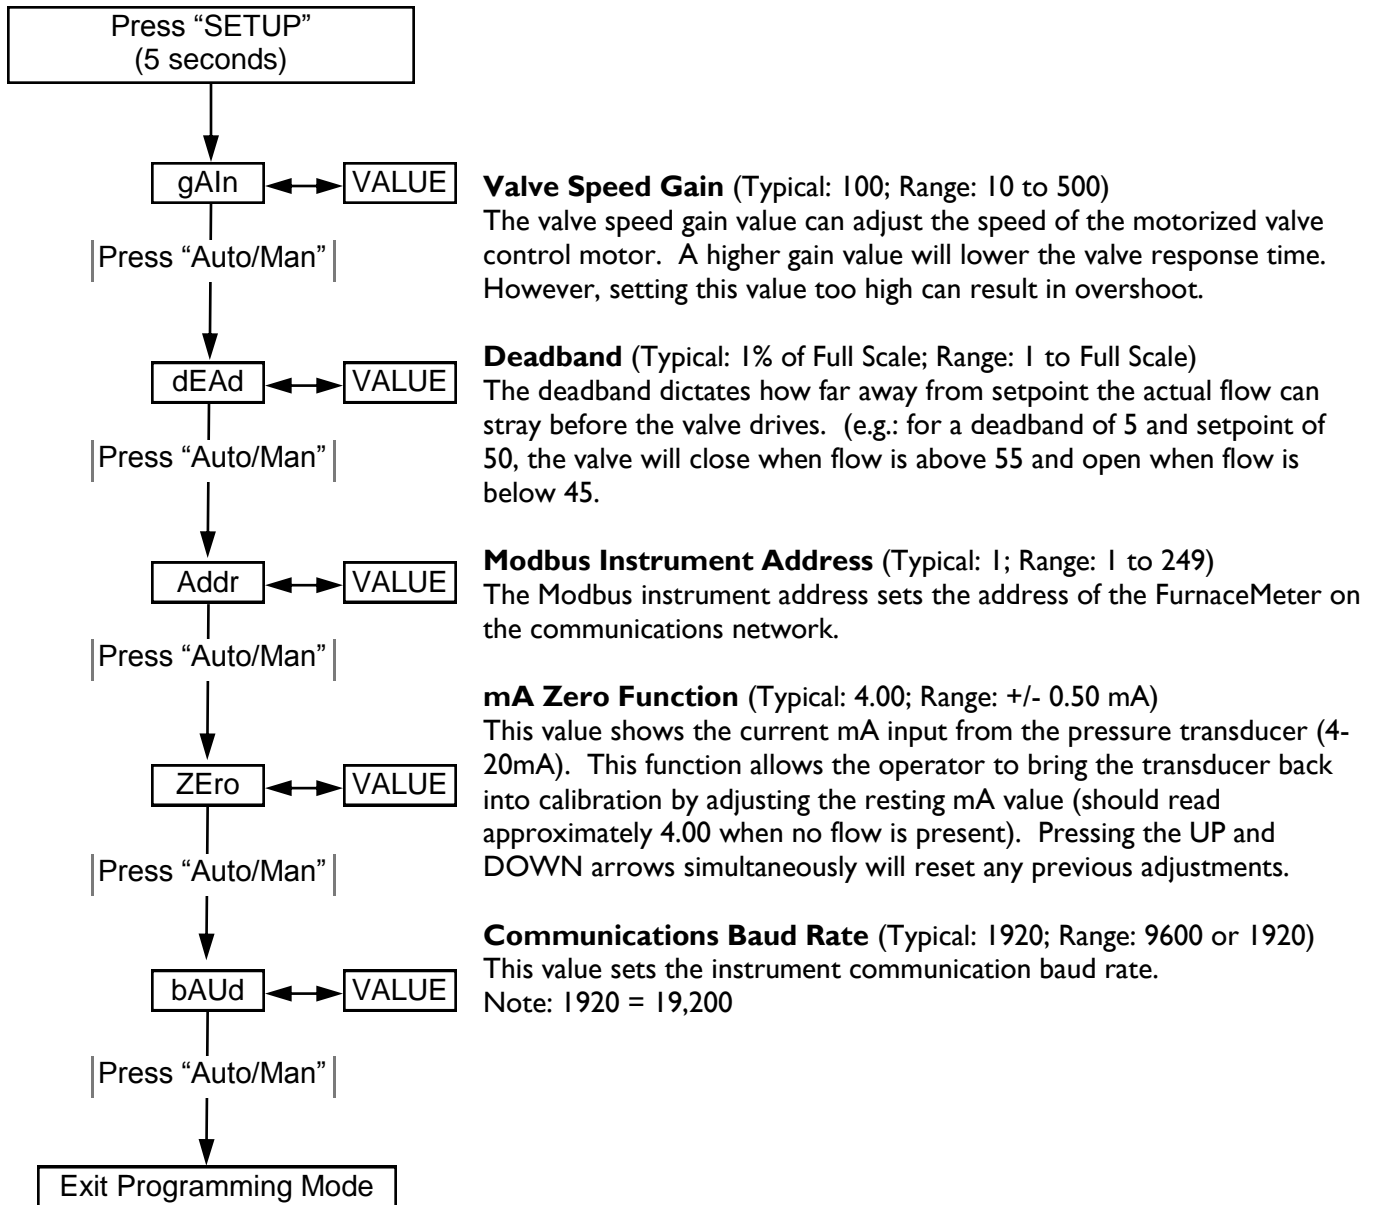 Press “SETUP”
(5 seconds)
gAIn
VALUE
Valve Speed Gain (Typical: 100; Range: 10 to 500)
The valve speed gain value can adjust the speed of the motorized valve
control motor.  A higher gain value will lower the valve response time.
However, setting this value too high can result in overshoot.
Press “Auto/Man”
dEAd
VALUE
Deadband (Typical: 1% of Full Scale; Range: 1 to Full Scale)
The deadband dictates how far away from setpoint the actual flow can
stray before the valve drives.  (e.g.: for a deadband of 5 and setpoint of
50, the valve will close when flow is above 55 and open when flow is
below 45.
Press “Auto/Man”
Addr
VALUE
Modbus Instrument Address (Typical: 1; Range: 1 to 249)
The Modbus instrument address sets the address of the FurnaceMeter on
the communications network.
Press “Auto/Man”
ZEro
VALUE
mA Zero Function (Typical: 4.00; Range: +/- 0.50 mA)
This value shows the current mA input from the pressure transducer (4-
20mA).  This function allows the operator to bring the transducer back
into calibration by adjusting the resting mA value (should read
approximately 4.00 when no flow is present).  Pressing the UP and
DOWN arrows simultaneously will reset any previous adjustments.
Press “Auto/Man”
bAUd
VALUE
Communications Baud Rate (Typical: 1920; Range: 9600 or 1920)
This value sets the instrument communication baud rate.
Note: 1920 = 19,200
Press “Auto/Man”
Exit Programming Mode